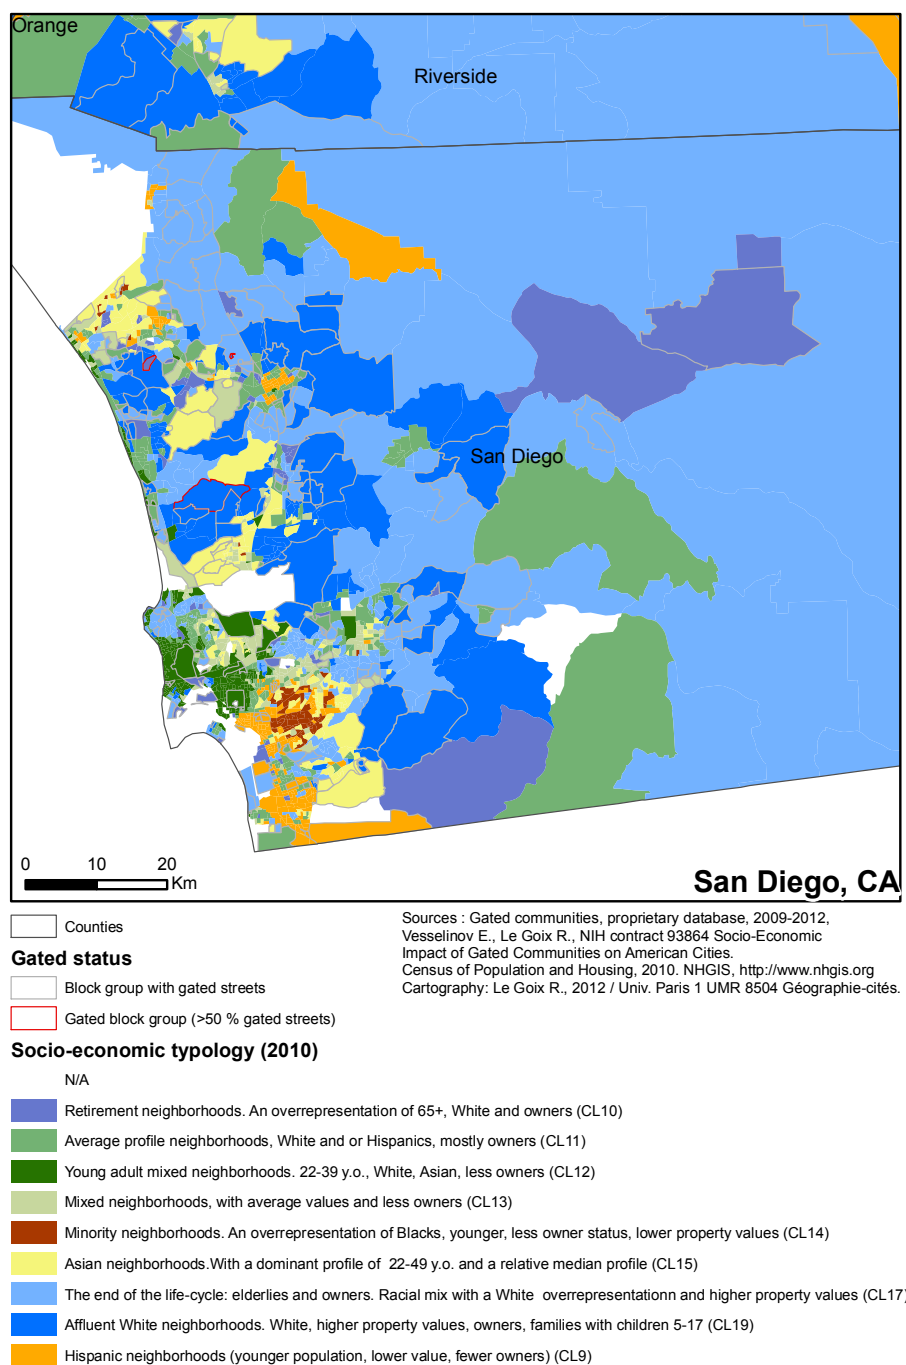 Orange
Riverside
San Diego
0 10 20
Km
San Diego, CA
Counties
Gated status
Block group with gated streets
Gated block group (>50 % gated streets)
Sources : Gated communities, proprietary database, 2009-2012,
Vesselinov E., Le Goix R., NIH contract 93864 Socio-Economic
Impact of Gated Communities on American Cities.
Census of Population and Housing, 2010. NHGIS, http://www.nhgis.org
Cartography: Le Goix R., 2012 / Univ. Paris 1 UMR 8504 Géographie-cités.
Socio-economic typology (2010)
N/A
Retirement neighborhoods. An overrepresentation of 65+, White and owners (CL10)
Average profile neighborhoods, White and or Hispanics, mostly owners (CL11)
Young adult mixed neighborhoods. 22-39 y.o., White, Asian, less owners (CL12)
Mixed neighborhoods, with average values and less owners (CL13)
Minority neighborhoods. An overrepresentation of Blacks, younger, less owner status, lower property values (CL14)
Asian neighborhoods.With a dominant profile of 22-49 y.o. and a relative median profile (CL15)
The end of the life-cycle: elderlies and owners. Racial mix with a White overrepresentationn and higher property values (CL17)
Affluent White neighborhoods. White, higher property values, owners, families with children 5-17 (CL19)
Hispanic neighborhoods (younger population, lower value, fewer owners) (CL9)